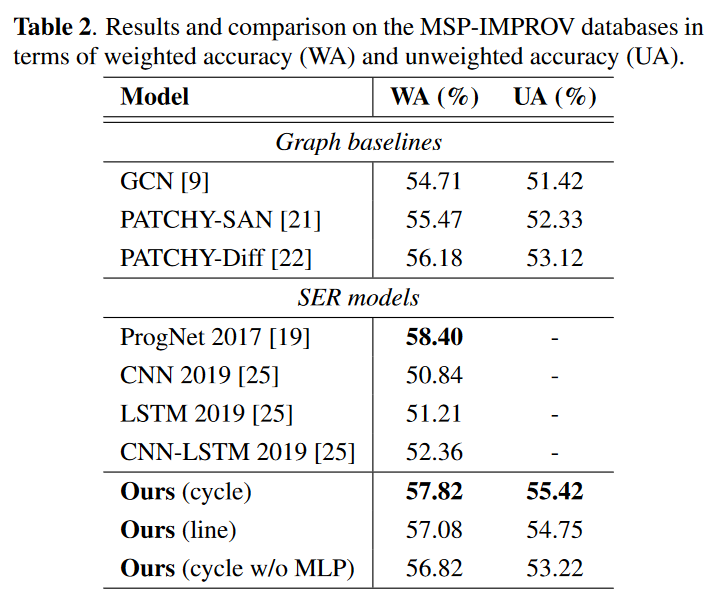 Table 2. Results and comparison on the MSP-IMPROV databases in
terms of weighted accuracy (WA) and unweighted accuracy (UA).
Model WA (%) UA (%)
Graph baselines
GCN [9] 54.71 51.42
PATCHY-SAN [21] 55.47 52.33
PATCHY-Diff [22] 56.18 53.12
SER models
ProgNet 2017 [19] 58.40 -
CNN 2019 [25] 50.84 -
LSTM 2019 [25] 51.21 -
CNN-LSTM 2019 [25] 52.36 -
Ours (cycle) 57.82 55.42
Ours (line) 57.08 54.75
Ours (cycle w/o MLP) 56.82 53.22